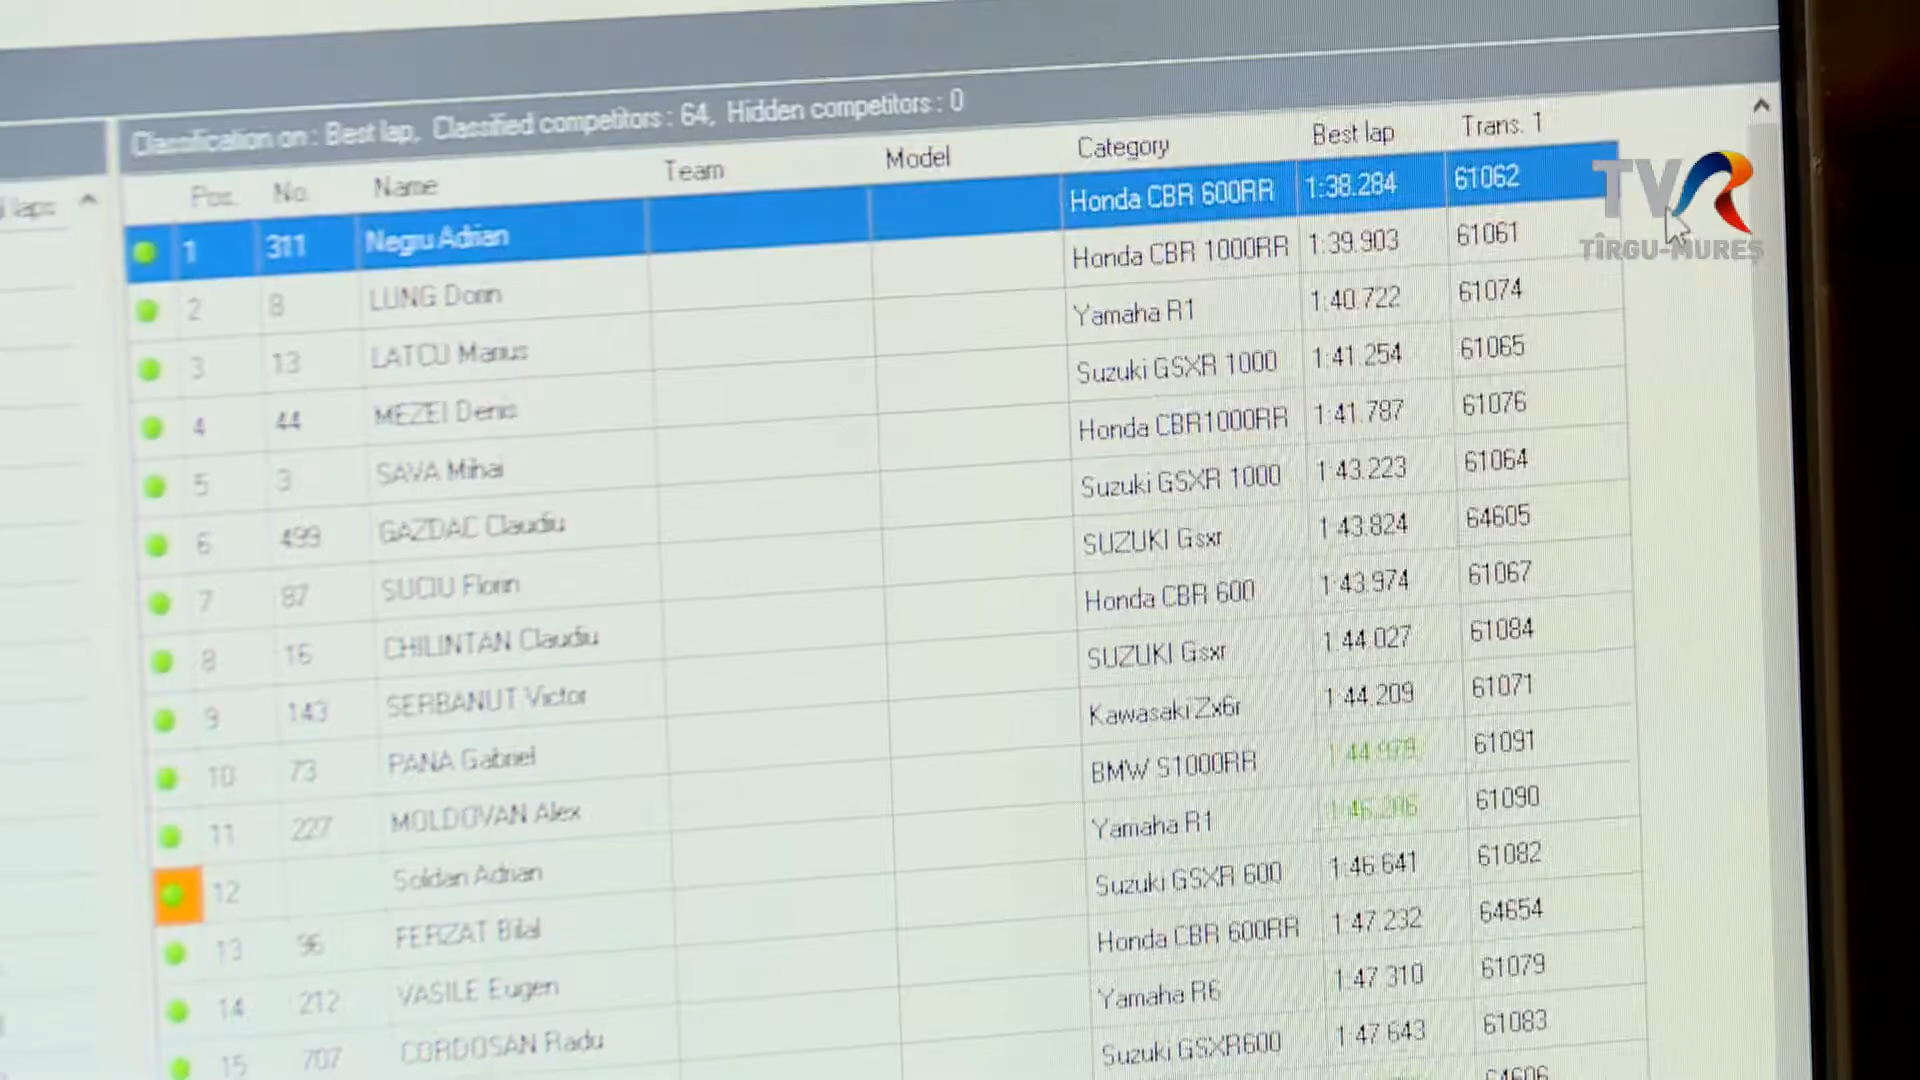 Classification on : Best lap, Classified competitors : 64, Hidden competitors : 0
laps Pos. No. Name Team Model Category Best lap Trans. 1
1 311 Negru Adrian Honda CBR 600RR 1:38.284 61062
2 8 LUNG Dorin Honda CBR 1000RR 1:39.903 61061
3 13 LATCU Marius Yamaha R1 1:40.722 61074
4 44 MEZEI Denis Suzuki GSXR 1000 1:41.254 61065
5 3 SAVA Mihai Honda CBR1000RR 1:41.787 61076
6 499 GAZDAC Claudiu Suzuki GSXR 1000 1:43.223 61064
7 87 SUCIU Florin SUZUKI Gsxr 1:43.824 64605
8 16 CHILINTAN Claudiu Honda CBR 600 1:43.974 61067
9 143 SERBANUT Victor SUZUKI Gsxr 1:44.027 61084
10 73 PANA Gabriel Kawasaki Zx6r 1:44.209 61071
11 227 MOLDOVAN Alex BMW S1000RR 1:44.979 61091
12 Soldan Adrian Yamaha R1 1:46.206 61090
13 96 FERZAT Bilal Suzuki GSXR 600 1:46.641 61082
14 212 VASILE Eugen Honda CBR 600RR 1:47.232 64654
15 707 CORDOSAN Radu Yamaha R6 1:47.310 61079
Suzuki GSXR600 1:47.643 61083
TVR
TÎRGU-MUREȘ